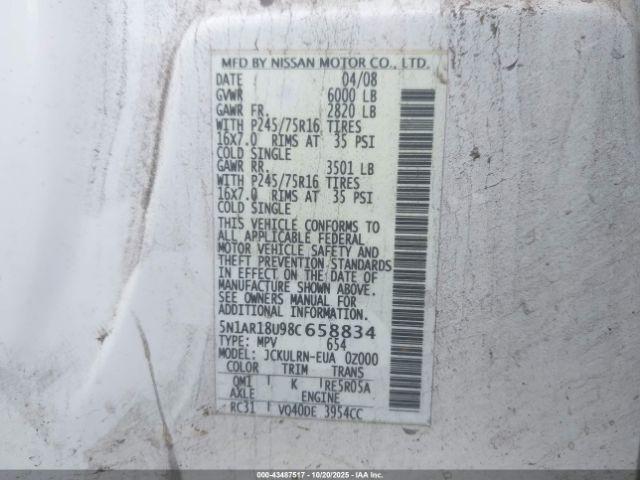 MFD BY NISSAN MOTOR CO., LTD.
DATE 04/08
GVWR 6000 LB
GAWR FR. 2820 LB
WITH P245/75R16 TIRES
16X7.0 RIMS AT 35 PSI
COLD SINGLE
GAWR RR. 3501 LB
WITH P245/75R16 TIRES
16X7.0 RIMS AT 35 PSI
COLD SINGLE
THIS VEHICLE CONFORMS TO
ALL APPLICABLE FEDERAL
MOTOR VEHICLE SAFETY AND
THEFT PREVENTION STANDARDS
IN EFFECT ON THE DATE OF
MANUFACTURE SHOWN ABOVE.
SEE OWNERS MANUAL FOR
ADDITIONAL INFORMATION.
5N1AR18U98C658834
TYPE: MPV 654
MODEL: JCKULRN-EUA 0Z000
COLOR TRIM TRANS
QM1 K RE5R05A
AXLE ENGINE
RC31 VQ40DE 3954CC
000-43487517 - 10/20/2025 - IAAI.com